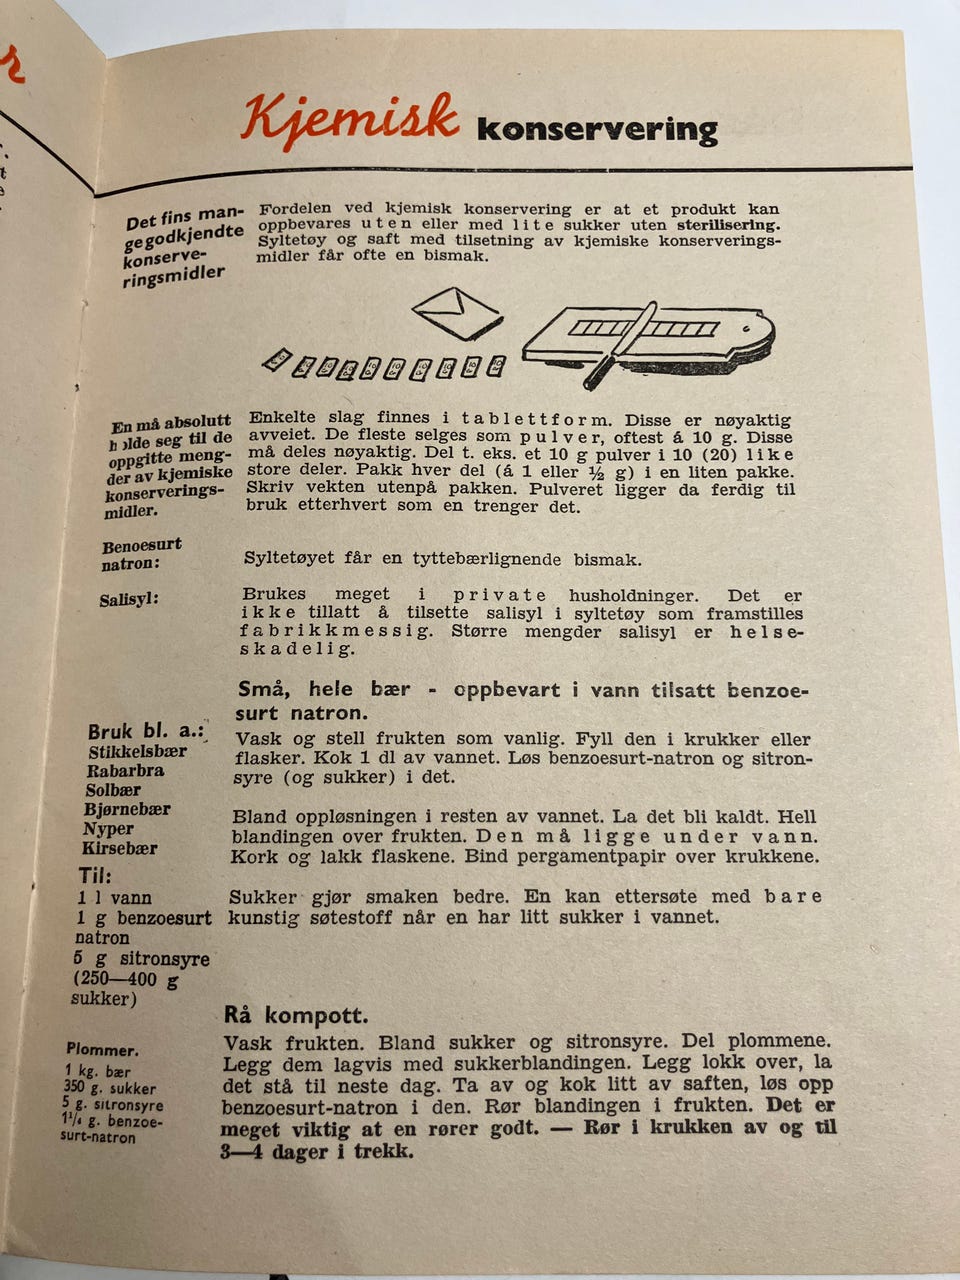 Kjemisk konservering
Det fins man-
ge godkjendte
konserve-
ringsmidler
Fordelen ved kjemisk konservering er at et produkt kan
oppbevares uten eller med lite sukker uten sterilisering.
Syltetøy og saft med tilsetning av kjemiske konserverings-
midler får ofte en bismak.
En må absolutt
holde seg til de
oppgitte meng-
der av kjemiske
konserverings-
midler.
Enkelte slag finnes i tablettform. Disse er nøyaktig
avveiet. De fleste selges som pulver, oftest á 10 g. Disse
må deles nøyaktig. Del t. eks. et 10 g pulver i 10 (20) like
store deler. Pakk hver del (á 1 eller ½ g) i en liten pakke.
Skriv vekten utenpå pakken. Pulveret ligger da ferdig til
bruk etterhvert som en trenger det.
Benoesurt
natron:
Syltetøyet får en tyttebærlignende bismak.
Salisyl:
Brukes meget i private husholdninger. Det er
ikke tillatt å tilsette salisyl i syltetøy som framstilles
fabrikkmessig. Større mengder salisyl er helse-
skadelig.
Små, hele bær - oppbevart i vann tilsatt benzoe-
surt natron.
Bruk bl. a.:
Stikkelsbær
Rabarbra
Solbær
Bjørnebær
Nyper
Kirsebær
Til:
1 l vann
1 g benzoesurt
natron
5 g sitronsyre
(250—400 g
sukker)
Vask og stell frukten som vanlig. Fyll den i krukker eller
flasker. Kok 1 dl av vannet. Løs benzoesurt-natron og sitron-
syre (og sukker) i det.
Bland oppløsningen i resten av vannet. La det bli kaldt. Hell
blandingen over frukten. Den må ligge under vann.
Kork og lakk flaskene. Bind pergamentpapir over krukkene.
Sukker gjør smaken bedre. En kan ettersøte med bare
kunstig søtestoff når en har litt sukker i vannet.
Rå kompott.
Plommer.
1 kg. bær
350 g. sukker
5 g. sitronsyre
1¹/₄ g. benzoe-
surt-natron
Vask frukten. Bland sukker og sitronsyre. Del plommene.
Legg dem lagvis med sukkerblandingen. Legg lokk over, la
det stå til neste dag. Ta av og kok litt av saften, løs opp
benzoesurt-natron i den. Rør blandingen i frukten. Det er
meget viktig at en rører godt. — Rør i krukken av og til
3—4 dager i trekk.